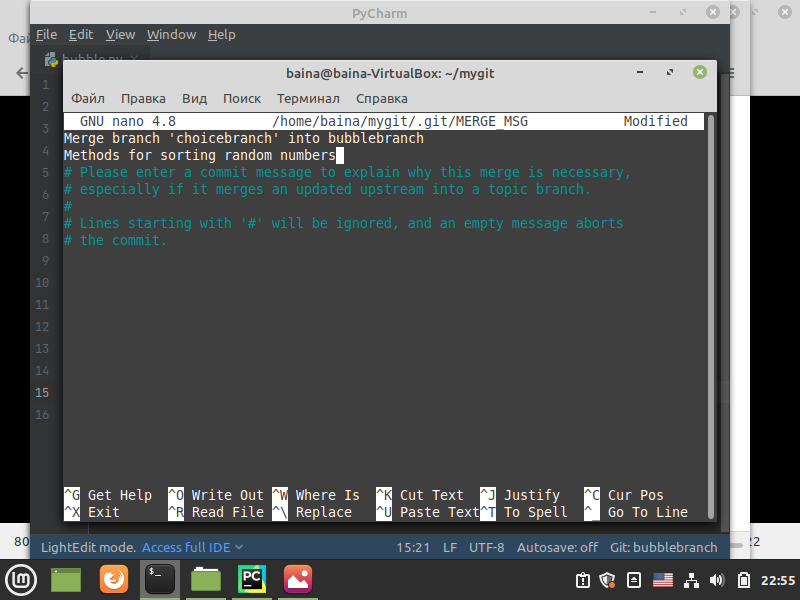 PyCharm
File Edit View Window Help
bubble.py
baina@baina-VirtualBox: ~/mygit
Файл Правка Вид Поиск Терминал Справка
GNU nano 4.8 /home/baina/mygit/.git/MERGE_MSG Modified
Merge branch 'choicebranch' into bubblebranch
Methods for sorting random numbers
# Please enter a commit message to explain why this merge is necessary,
# especially if it merges an updated upstream into a topic branch.
#
# Lines starting with '#' will be ignored, and an empty message aborts
# the commit.
1
2
3
4
5
6
7
8
9
10
11
12
13
14
15
16
^G Get Help ^O Write Out ^W Where Is ^K Cut Text ^J Justify ^C Cur Pos
^X Exit ^R Read File ^\ Replace ^U Paste Text ^T To Spell ^_ Go To Line
LightEdit mode. Access full IDE 15:21 LF UTF-8 Autosave: off Git: bubblebranch
PC
22:55